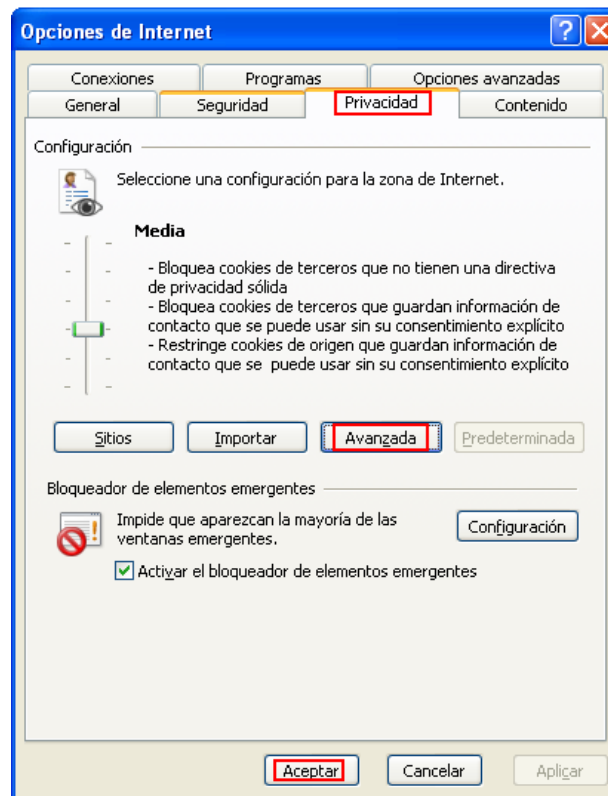 Opciones de Internet
Conexiones Programas Opciones avanzadas
General Seguridad Privacidad Contenido
Configuración
Seleccione una configuración para la zona de Internet.
Media
- Bloquea cookies de terceros que no tienen una directiva
de privacidad sólida
- Bloquea cookies de terceros que guardan información de
contacto que se puede usar sin su consentimiento explícito
- Restringe cookies de origen que guardan información de
contacto que se puede usar sin su consentimiento explícito
Sitios Importar Avanzada Predeterminada
Bloqueador de elementos emergentes
Impide que aparezcan la mayoría de las
ventanas emergentes.
Configuración
Activar el bloqueador de elementos emergentes
Aceptar Cancelar Aplicar